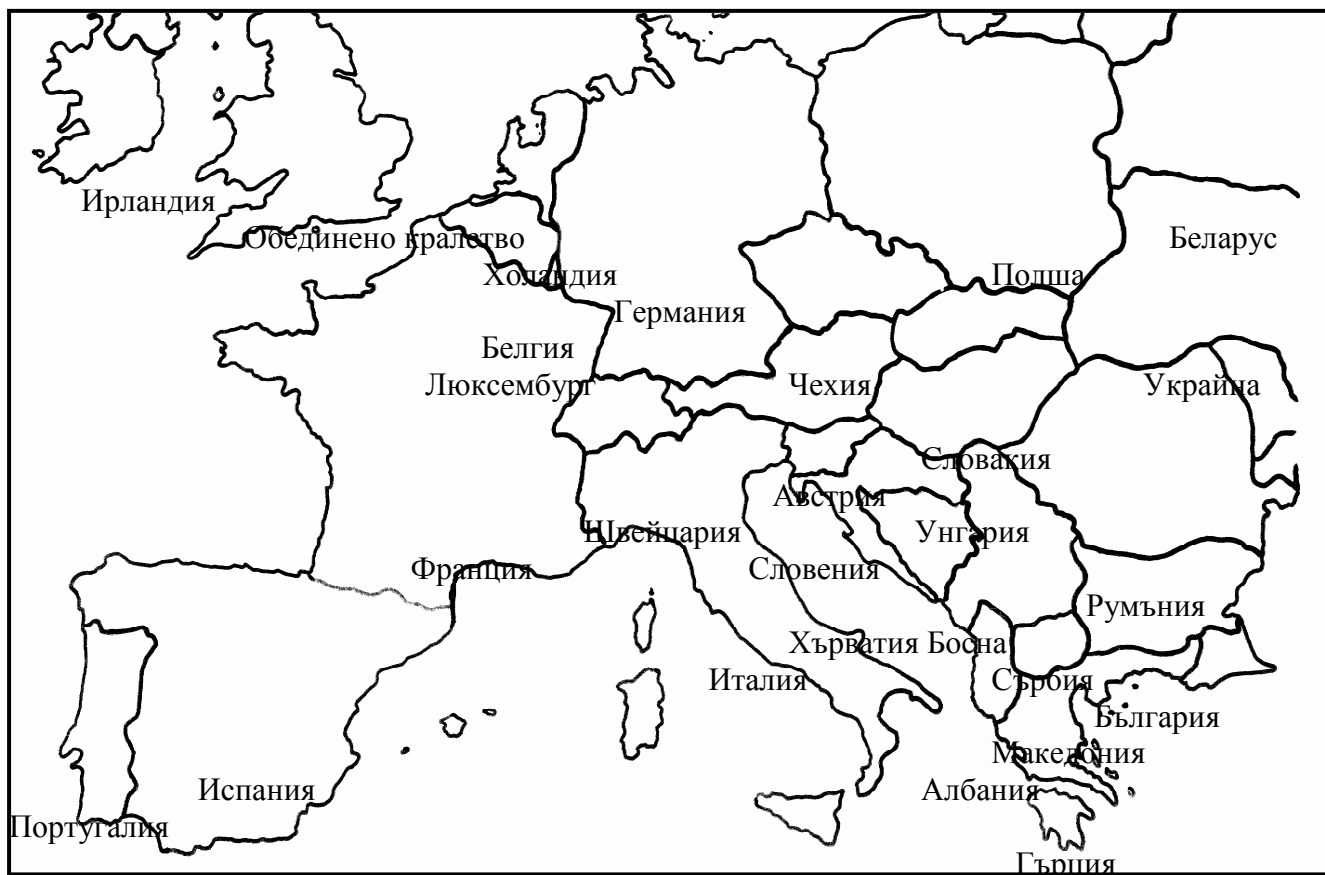 Ирландия
Обединено кралство
Беларус
Холандия
Полша
Германия
Белгия
Люксембург
Чехия
Украйна
Словакия
Австрия
Швейцария
Унгария
Франция
Словения
Румъния
Хърватия Босна
Италия
Сърбия
България
Македония
Испания
Албания
Португалия
Гърция